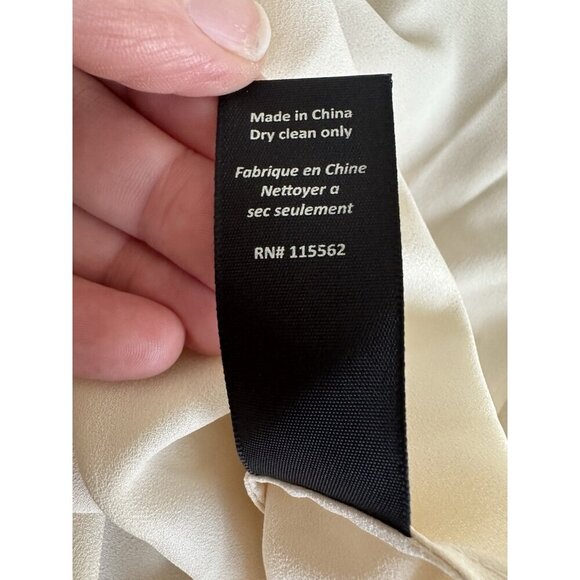 Made in China
Dry clean only
Fabrique en Chine
Nettoyer a
sec seulement
RN# 115562